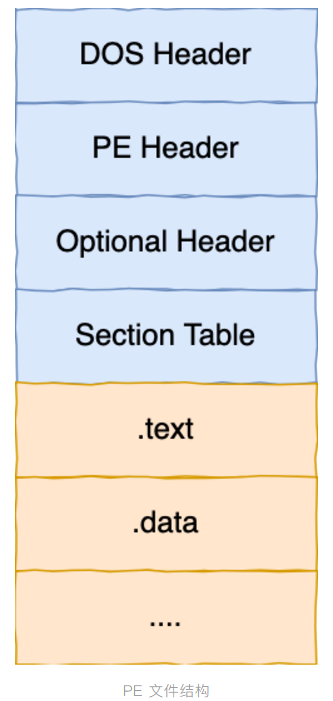 DOS Header
PE Header
Optional Header
Section Table
.text
.data
....
PE 文件结构